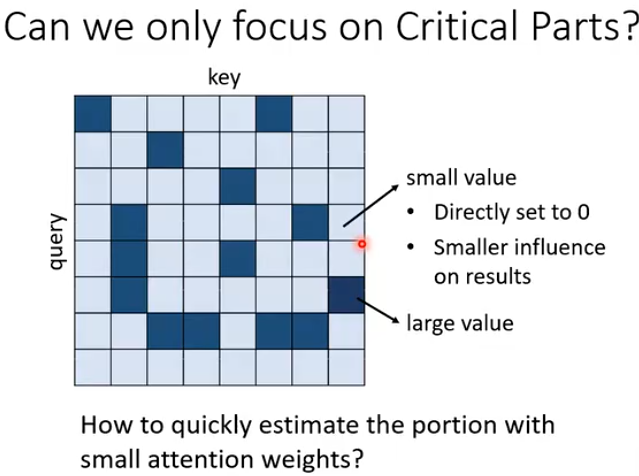 Can we only focus on Critical Parts?
key
query
small value
• Directly set to 0
• Smaller influence
on results
large value
How to quickly estimate the portion with
small attention weights?